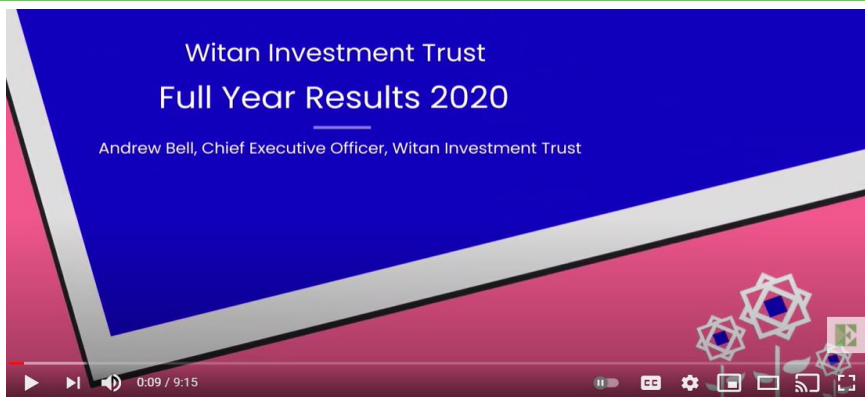 Witan Investment Trust
Full Year Results 2020
Andrew Bell, Chief Executive Officer, Witan Investment Trust
0:09 / 9:15
CC
E